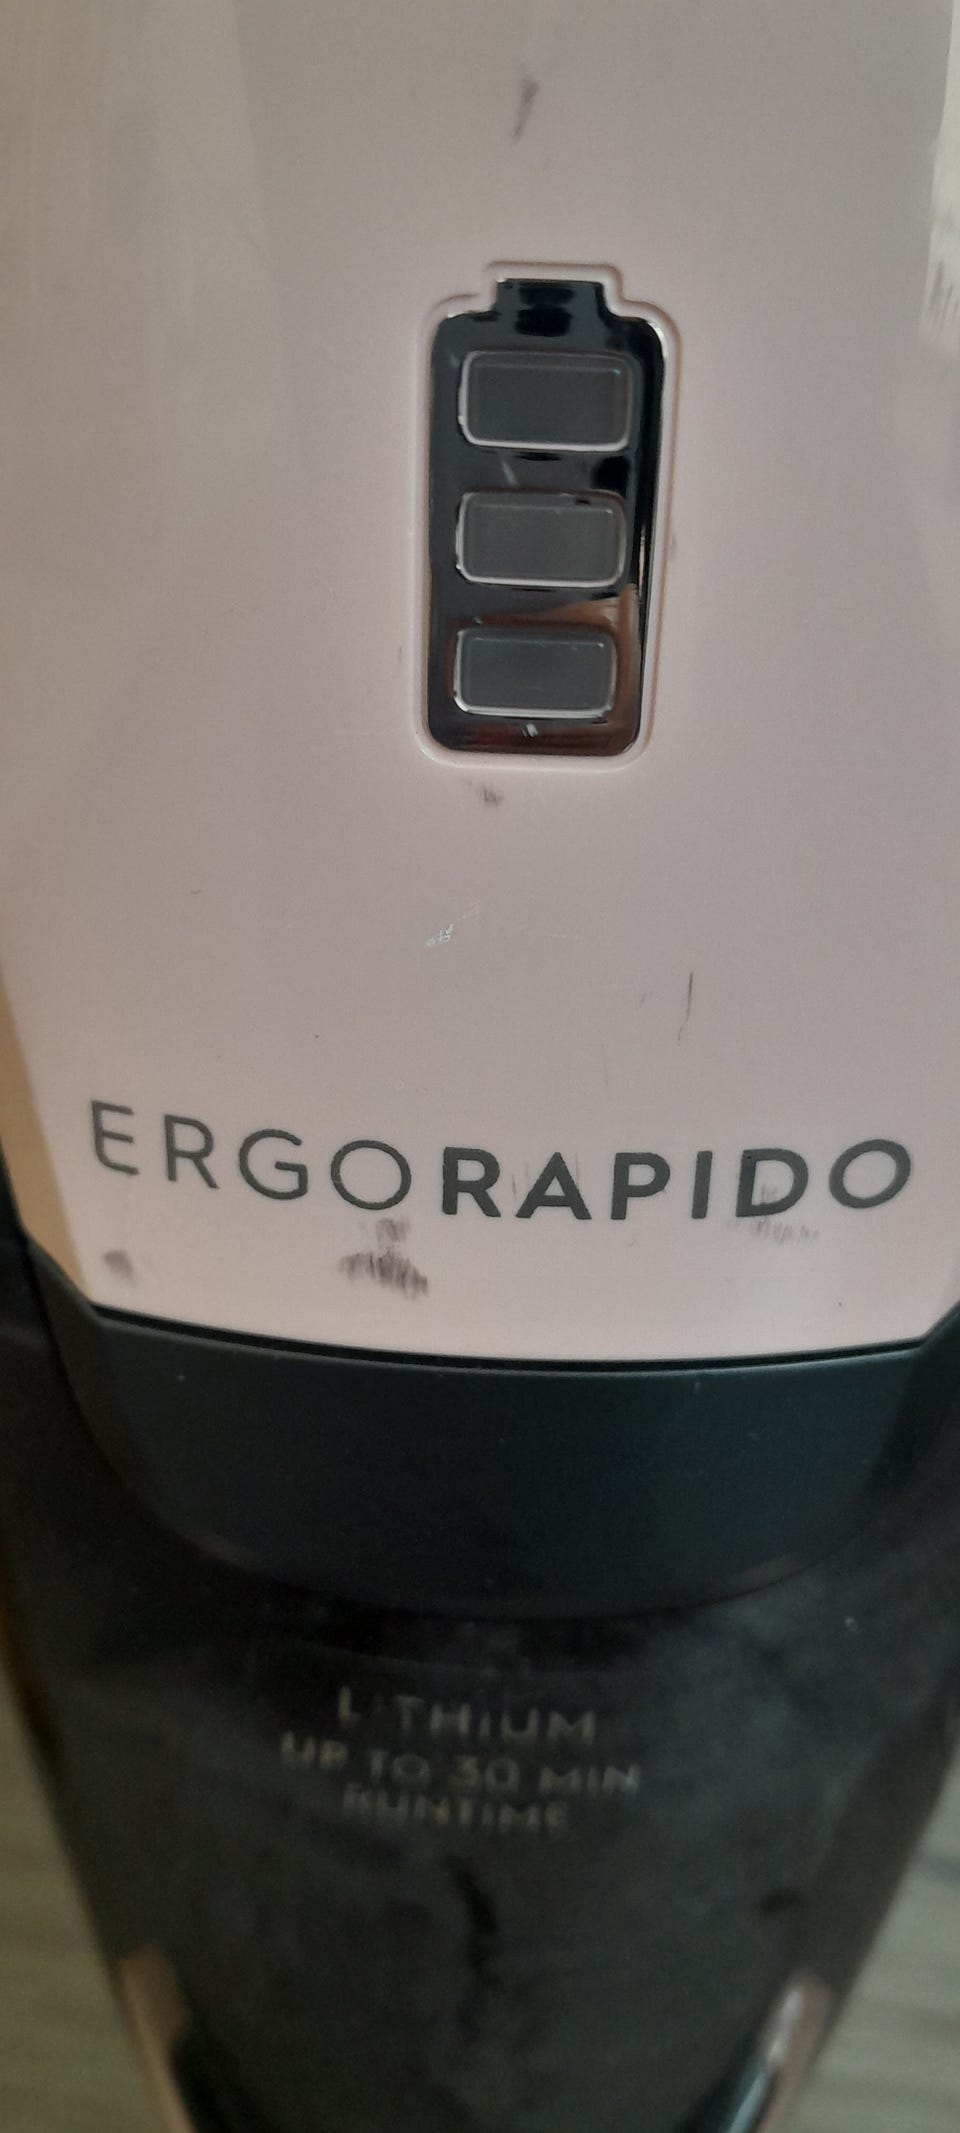 ERGORAPIDO
LITHIUM
UP TO 30 MIN
RUNTIME